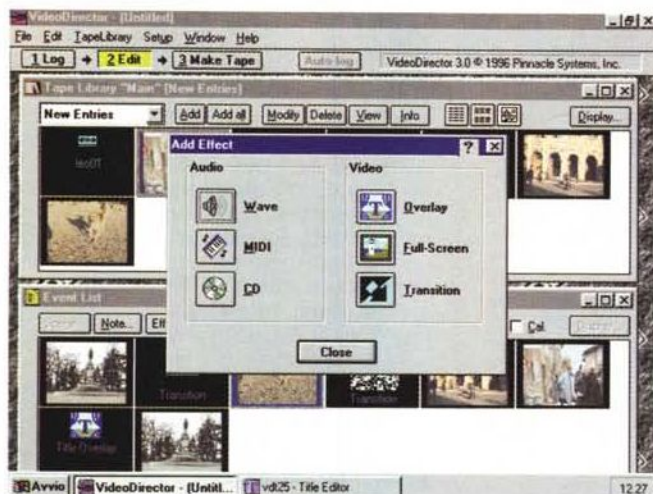 VideoDirector - [Untitled]
File Edit TapeLibrary Setup Window Help
1 Log 2 Edit 3 Make Tape Auto log VideoDirector 3.0 © 1996 Pinnacle Systems, Inc.
Tape Library "Main" [New Entries]
New Entries Add Add all Modify Delete View Info Display...
Add Effect
Audio Video
Wave Overlay
MIDI Full-Screen
CD Transition
Close
Event List
Note... Cal.
Transition Transition
Title Overlay
Avvio VideoDirector - [Untitl... vdt25 - Title Editor 12.27